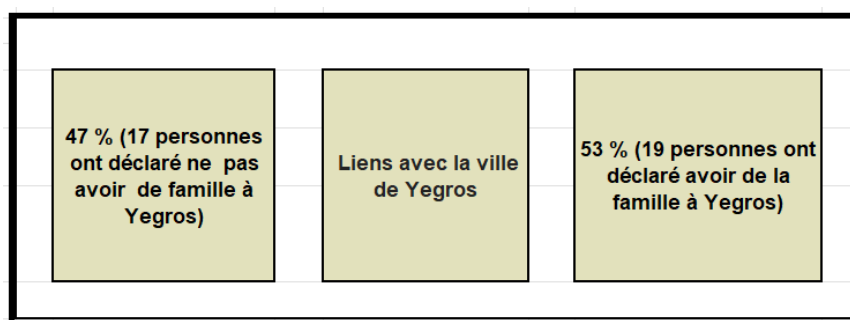 47 % (17 personnes
ont déclaré ne pas
avoir de famille à
Yegros)
Liens avec la ville
de Yegros
53 % (19 personnes ont
déclaré avoir de la
famille à Yegros)